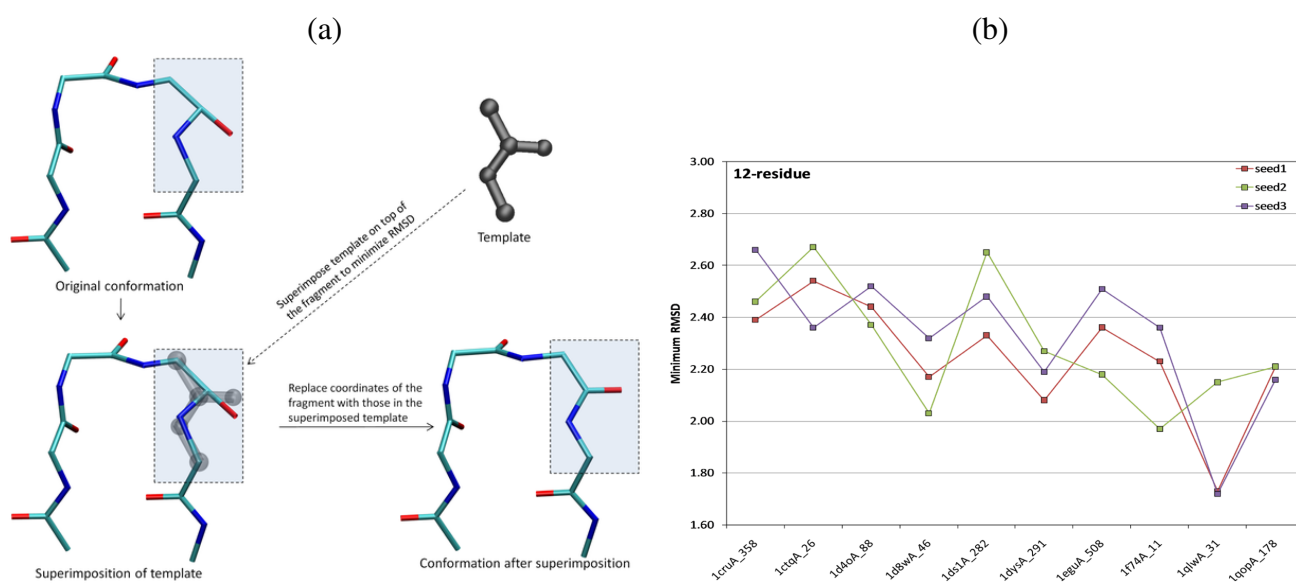 (a)
(b)
Original conformation
Template
Superimpose template on top of
the fragment to minimize RMSD
Replace coordinates of the
fragment with those in the
superimposed template
Superimposition of template
Conformation after superimposition
12-residue
seed1
seed2
seed3
Minimum RMSD
3.00
2.80
2.60
2.40
2.20
2.00
1.80
1.60
1cruA_358
1ctqA_26
1d4oA_88
1d8wA_46
1ds1A_282
1dysA_291
1eguA_508
1f74A_11
1qlwA_31
1qopA_178